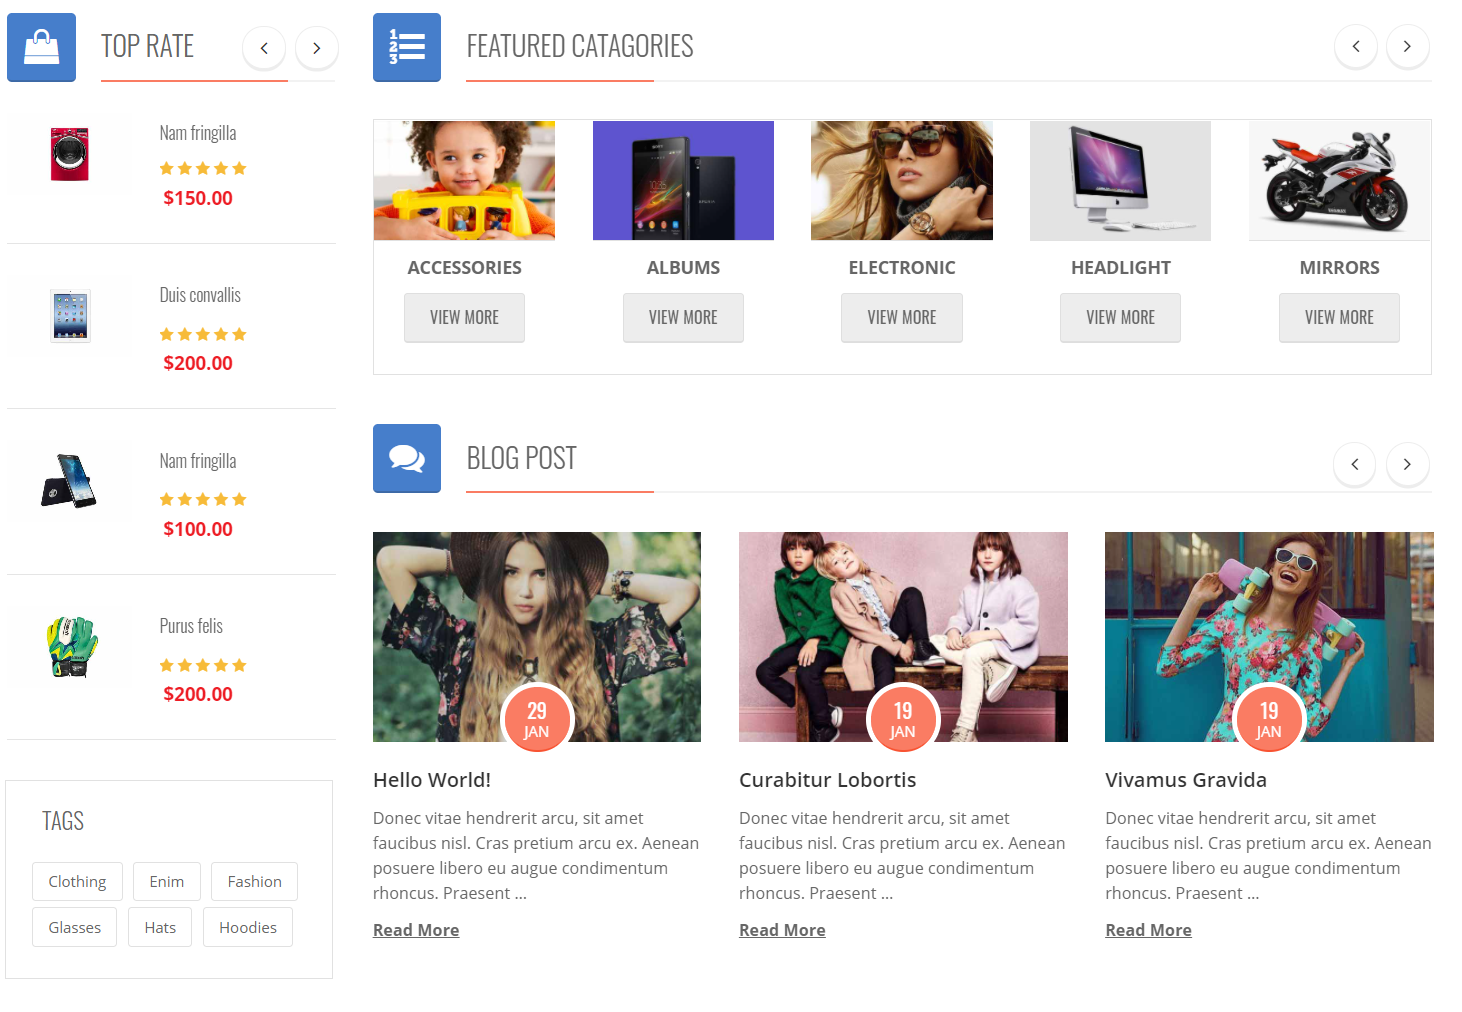 TOP RATE
Nam fringilla
$150.00
Duis convallis
$200.00
Nam fringilla
$100.00
Purus felis
$200.00
TAGS
Clothing Enim Fashion
Glasses Hats Hoodies
1
2
3
FEATURED CATAGORIES
ACCESSORIES ALBUMS ELECTRONIC HEADLIGHT MIRRORS
VIEW MORE VIEW MORE VIEW MORE VIEW MORE VIEW MORE
BLOG POST
29
JAN
Hello World!
Donec vitae hendrerit arcu, sit amet
faucibus nisl. Cras pretium arcu ex. Aenean
posuere libero eu augue condimentum
rhoncus. Praesent ...
Read More
19
JAN
Curabitur Lobortis
Donec vitae hendrerit arcu, sit amet
faucibus nisl. Cras pretium arcu ex. Aenean
posuere libero eu augue condimentum
rhoncus. Praesent ...
Read More
19
JAN
Vivamus Gravida
Donec vitae hendrerit arcu, sit amet
faucibus nisl. Cras pretium arcu ex. Aenean
posuere libero eu augue condimentum
rhoncus. Praesent ...
Read More